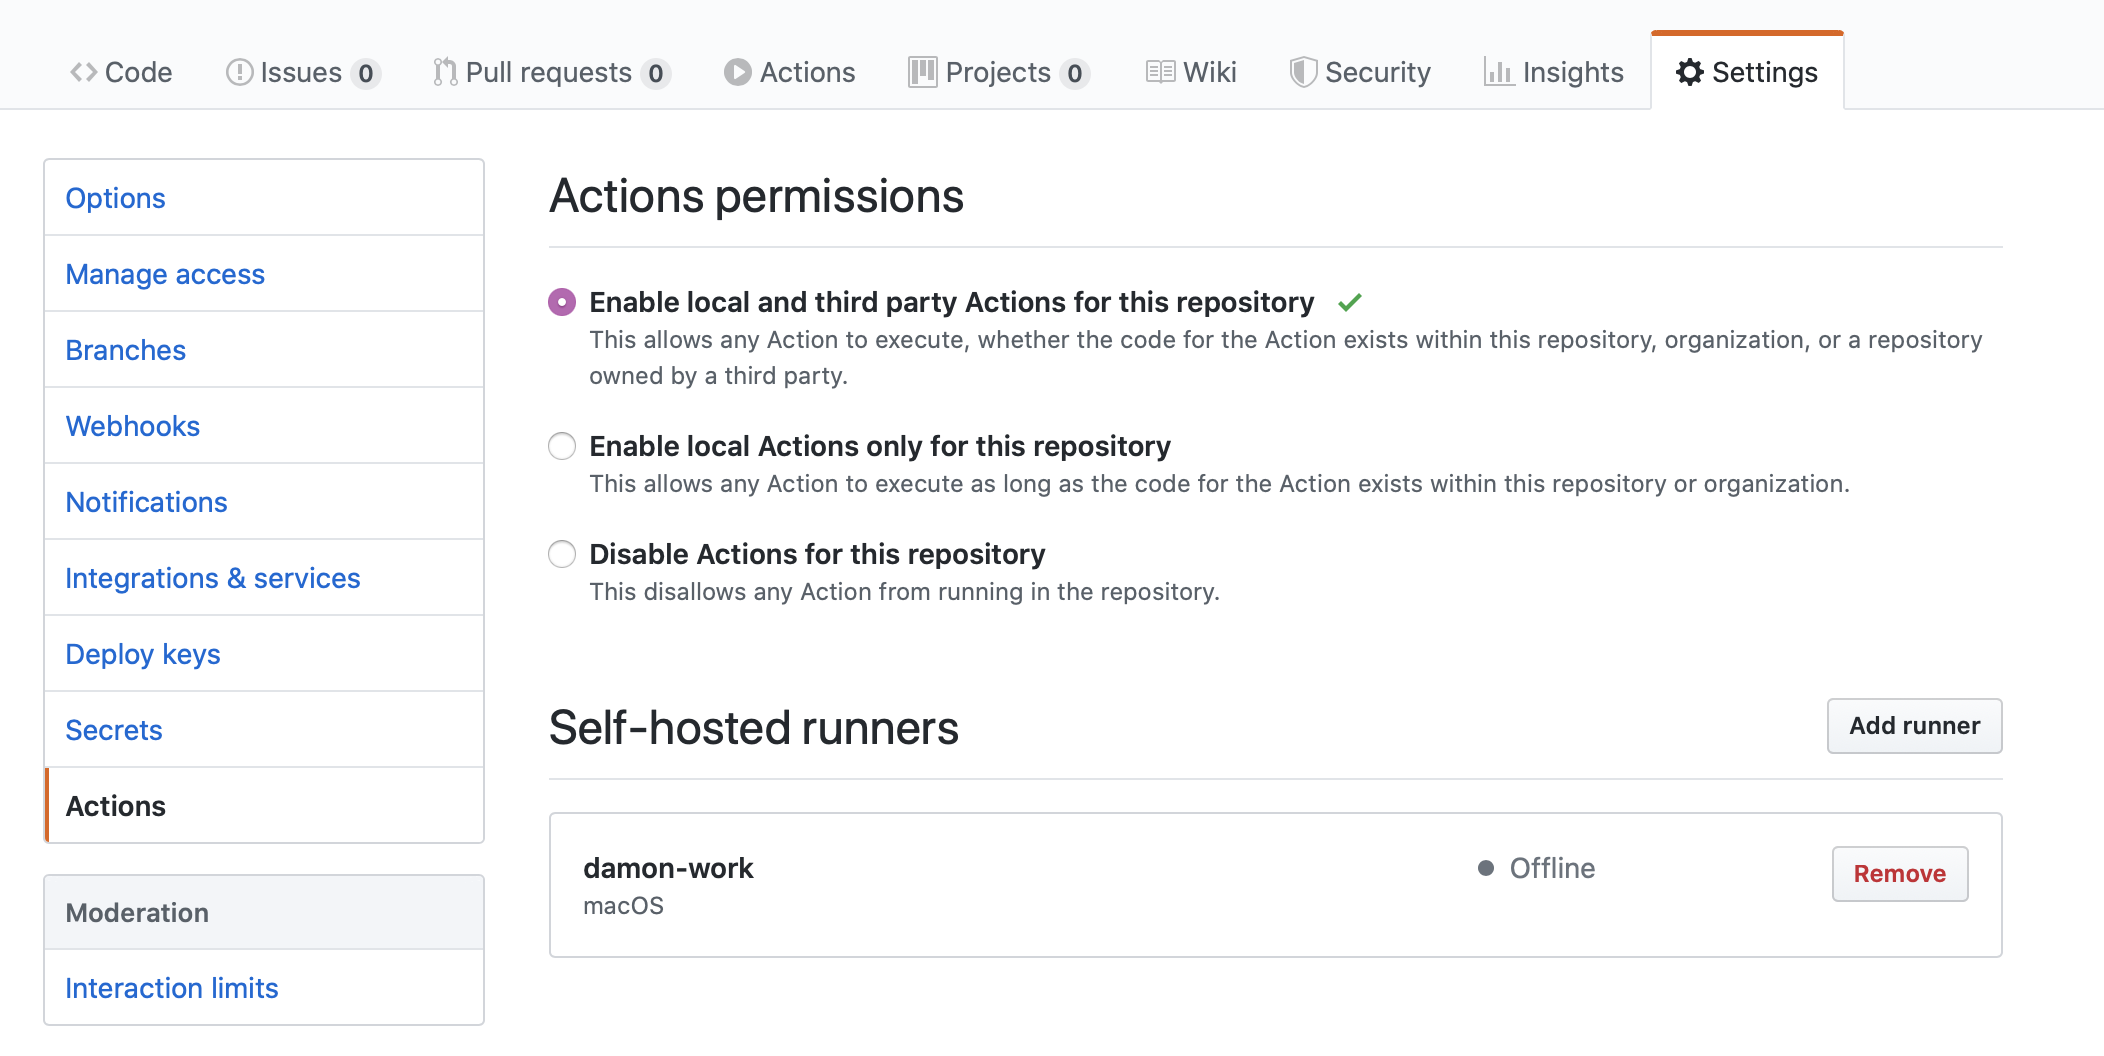 Code Issues 0 Pull requests 0 Actions Projects 0 Wiki Security Insights Settings
Options
Manage access
Branches
Webhooks
Notifications
Integrations & services
Deploy keys
Secrets
Actions
Moderation
Interaction limits
Actions permissions
Enable local and third party Actions for this repository
This allows any Action to execute, whether the code for the Action exists within this repository, organization, or a repository
owned by a third party.
Enable local Actions only for this repository
This allows any Action to execute as long as the code for the Action exists within this repository or organization.
Disable Actions for this repository
This disallows any Action from running in the repository.
Self-hosted runners Add runner
damon-work Offline Remove
macOS